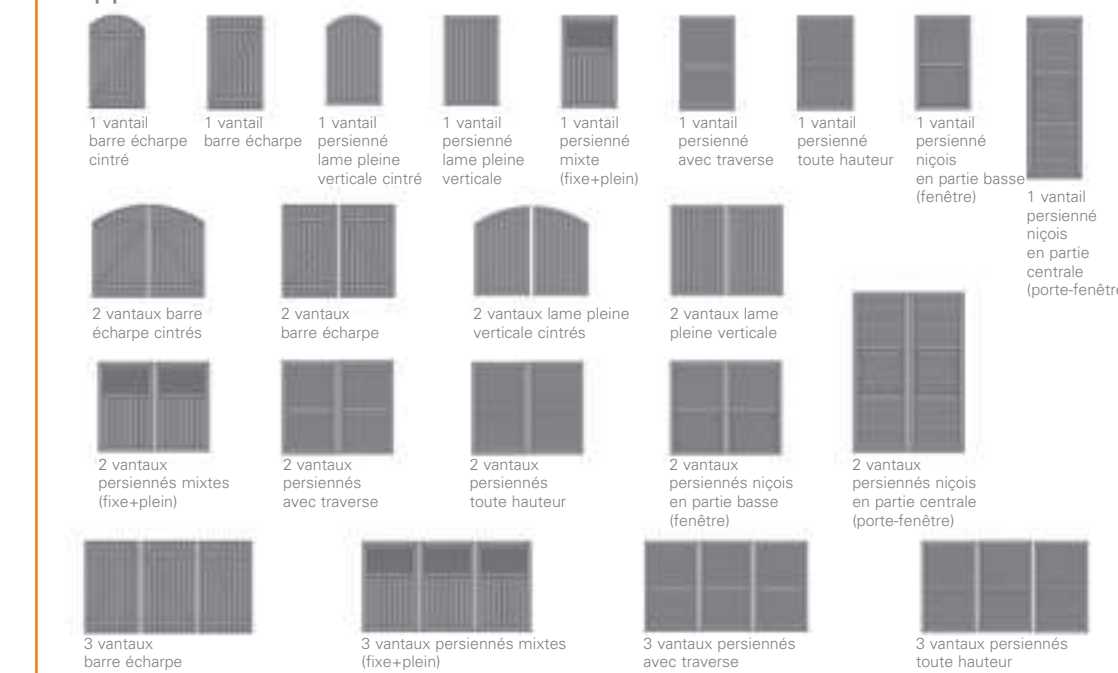 1 vantail
barre écharpe
cintré
1 vantail
barre écharpe
1 vantail
persienné
lame pleine
verticale cintré
1 vantail
persienné
lame pleine
verticale
1 vantail
persienné
mixte
(fixe+plein)
1 vantail
persienné
avec traverse
1 vantail
persienné
toute hauteur
1 vantail
persienné
niçois
en partie basse
(fenêtre)
1 vantail
persienné
niçois
en partie
centrale
(porte-fenêtre
2 vantaux barre
écharpe cintrés
2 vantaux
barre écharpe
2 vantaux lame pleine
verticale cintrés
2 vantaux lame
pleine verticale
2 vantaux
persiennés mixtes
(fixe+plein)
2 vantaux
persiennés
avec traverse
2 vantaux
persiennés
toute hauteur
2 vantaux
persiennés niçois
en partie basse
(fenêtre)
2 vantaux
persiennés niçois
en partie centrale
(porte-fenêtre)
3 vantaux
barre écharpe
3 vantaux persiennés mixtes
(fixe+plein)
3 vantaux persiennés
avec traverse
3 vantaux persiennés
toute hauteur